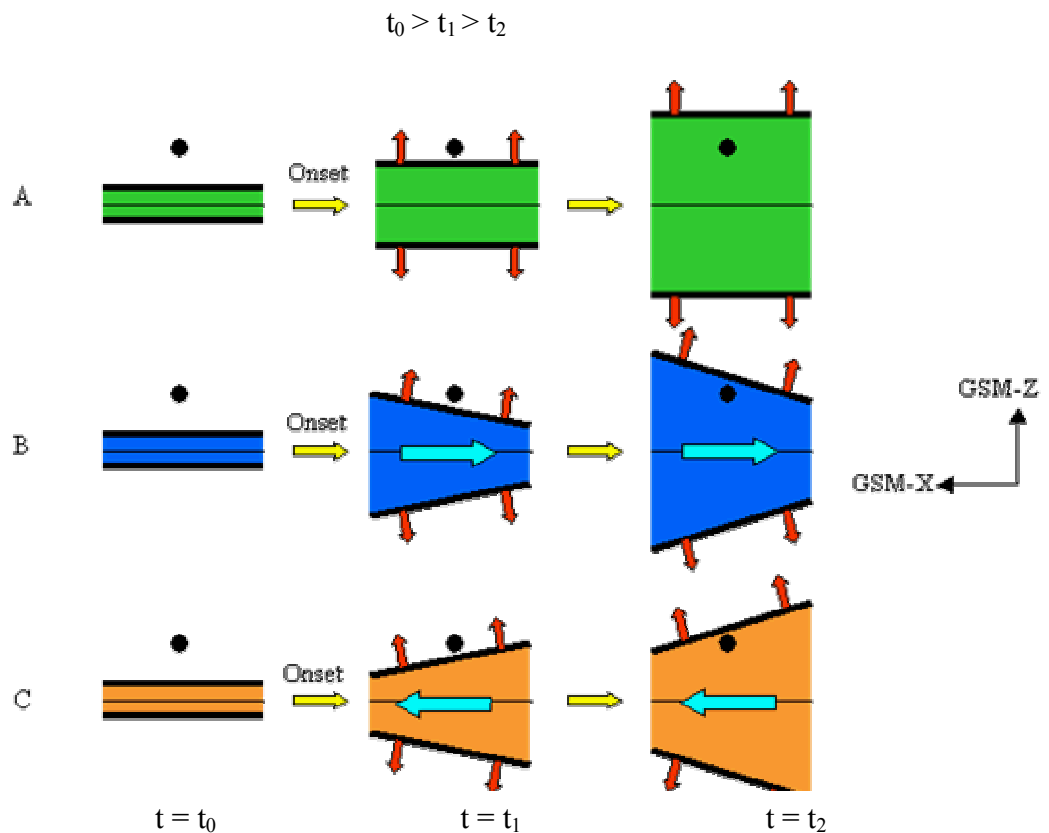 t₀ > t₁ > t₂
A
Onset
B
Onset
GSM-Z
GSM-X
C
Onset
t = t₀
t = t₁
t = t₂